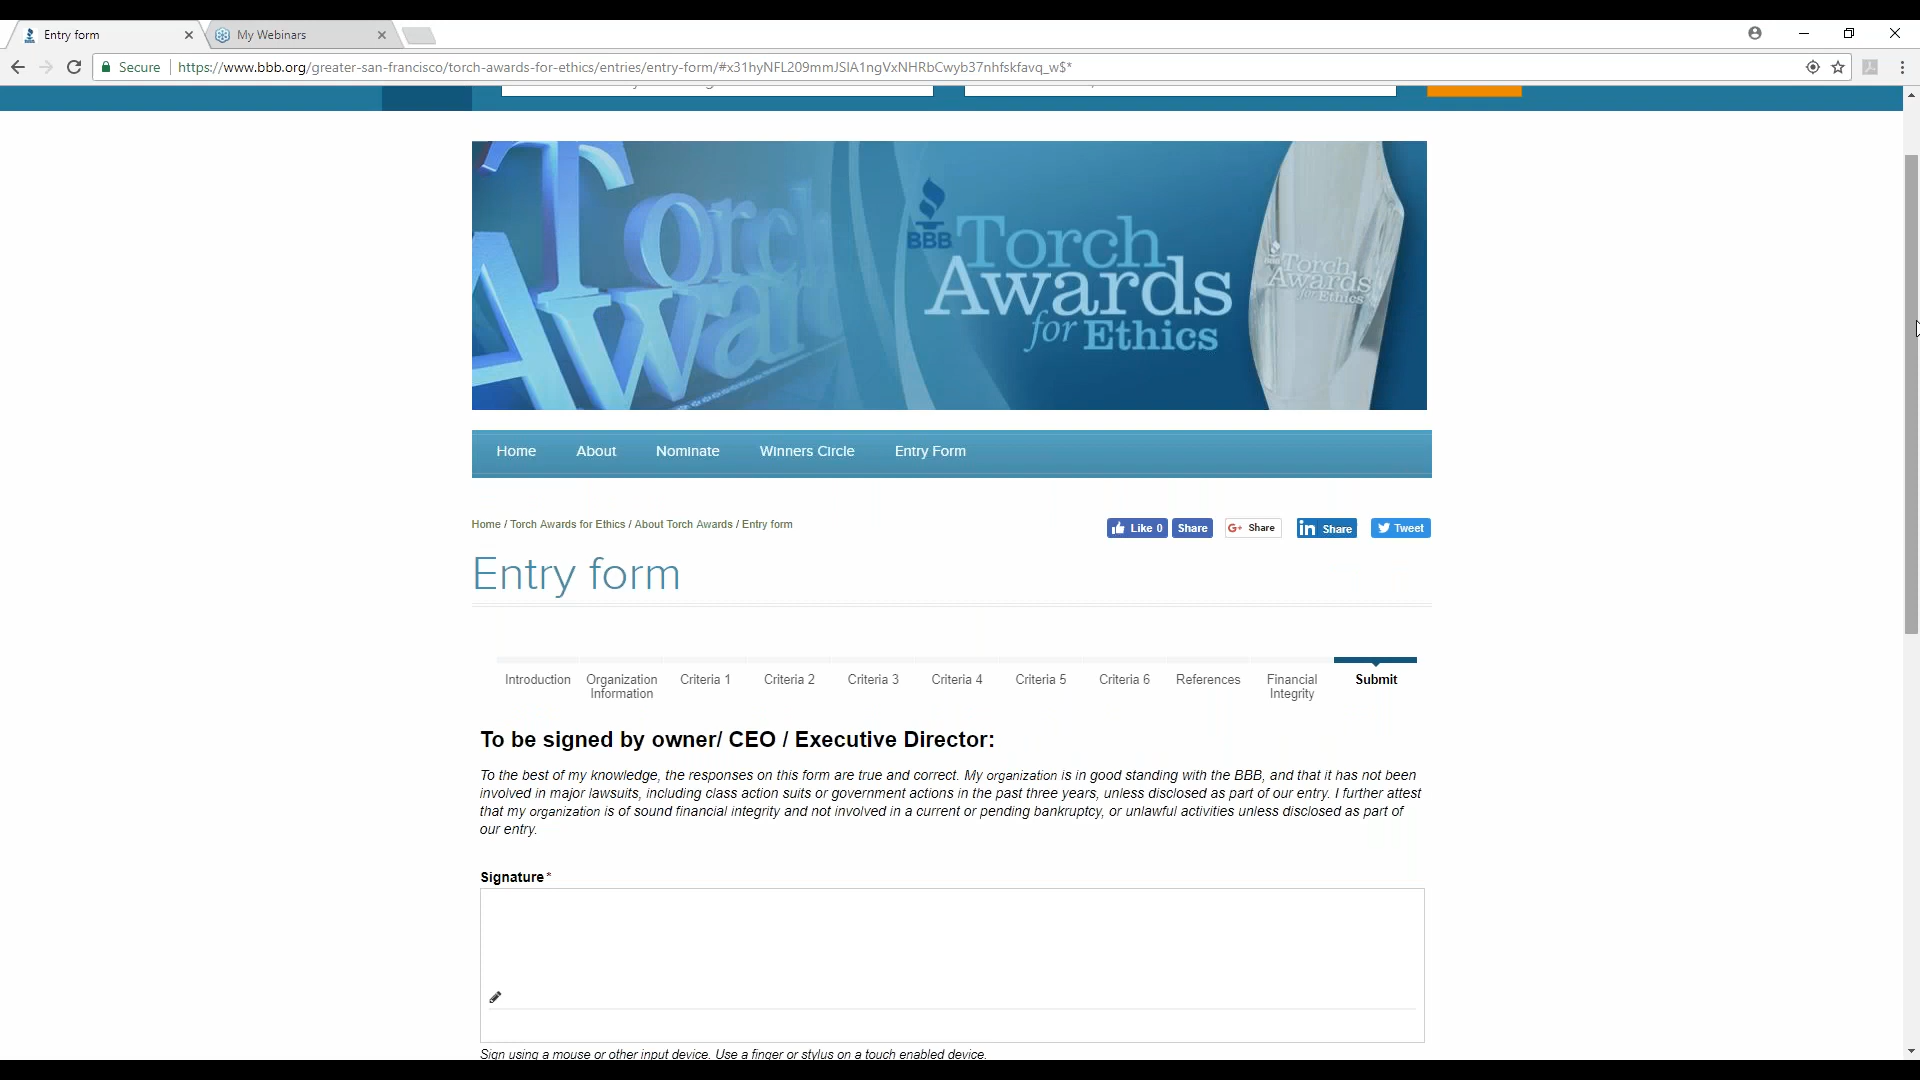 Entry form
My Webinars
Secure
https://www.bbb.org/greater-san-francisco/torch-awards-for-ethics/entries/entry-form/#x31hyNFL209mmJSIA1ngVxNHRbCwyb37nhfskfavq_w$*
Torch
Awar
BBB
Torch
Awards
for Ethics
Torch
Awards
for Ethics
Home About Nominate Winners Circle Entry Form
Home / Torch Awards for Ethics / About Torch Awards / Entry form
Like 0 Share G+ Share in Share Tweet
Entry form
Introduction Organization Information Criteria 1 Criteria 2 Criteria 3 Criteria 4 Criteria 5 Criteria 6 References Financial Integrity Submit
To be signed by owner/ CEO / Executive Director:
To the best of my knowledge, the responses on this form are true and correct. My organization is in good standing with the BBB, and that it has not been
involved in major lawsuits, including class action suits or government actions in the past three years, unless disclosed as part of our entry. I further attest
that my organization is of sound financial integrity and not involved in a current or pending bankruptcy, or unlawful activities unless disclosed as part of
our entry.
Signature*
Sign using a mouse or other input device. Use a finger or stylus on a touch enabled device.